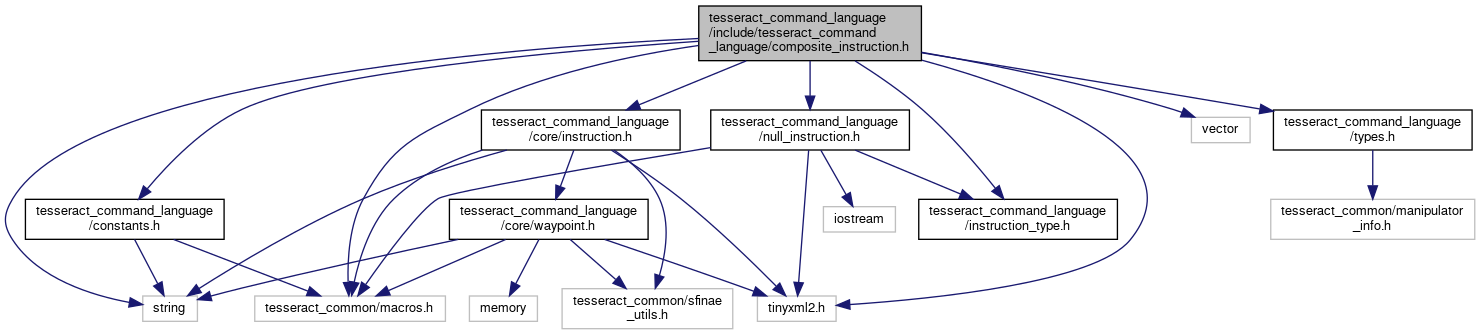 tesseract_command_language
/include/tesseract_command
_language/composite_instruction.h
tesseract_command_language
/core/instruction.h
tesseract_command_language
/null_instruction.h
vector
tesseract_command_language
/types.h
tesseract_command_language
/constants.h
tesseract_command_language
/core/waypoint.h
iostream
tesseract_command_language
/instruction_type.h
tesseract_common/manipulator
_info.h
string
tesseract_common/macros.h
memory
tesseract_common/sfinae
_utils.h
tinyxml2.h